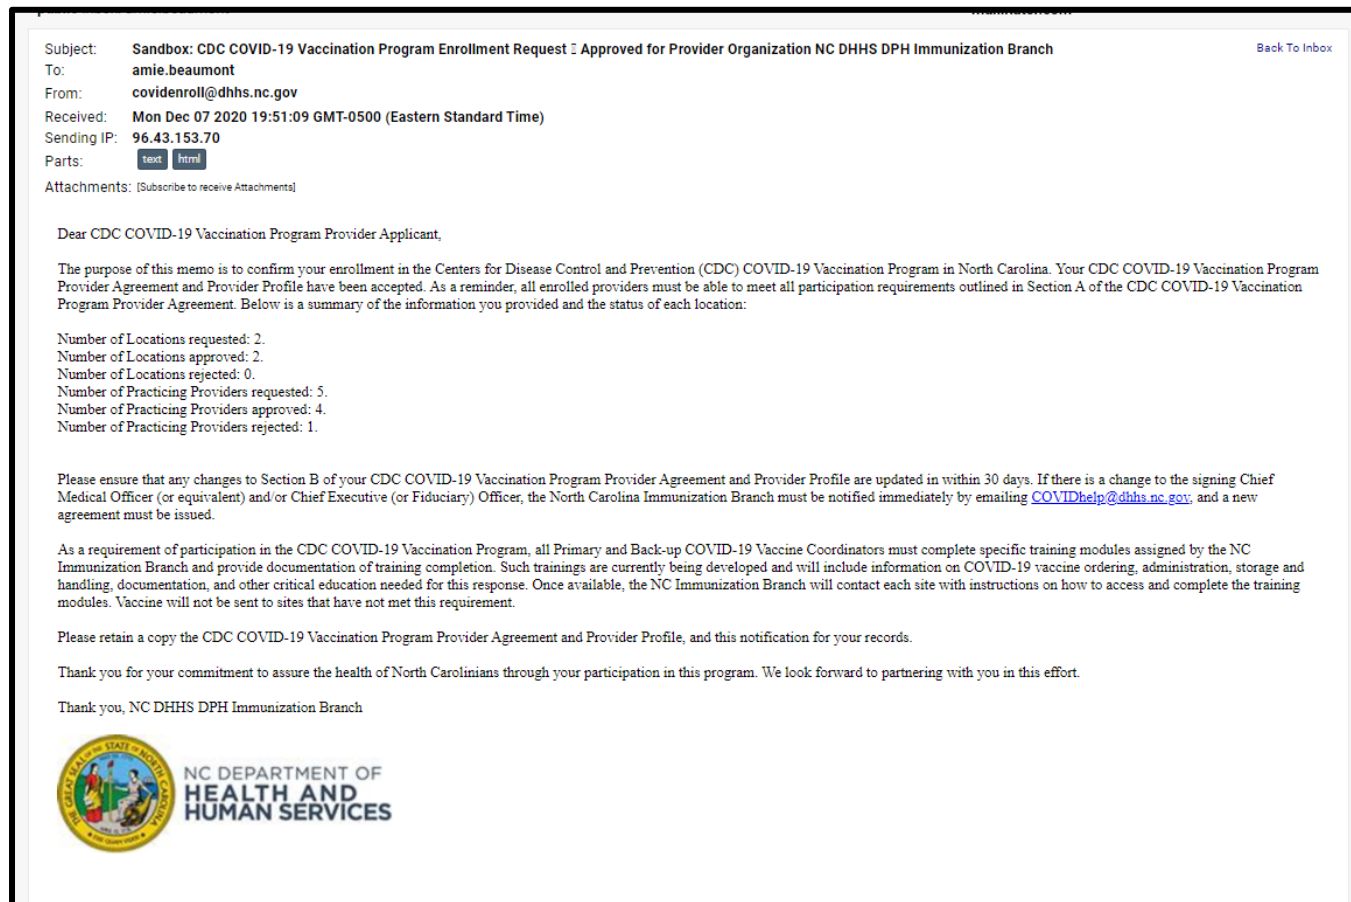 Subject: Sandbox: CDC COVID-19 Vaccination Program Enrollment Request Approved for Provider Organization NC DHHS DPH Immunization Branch Back To Inbox
To: amie.beaumont
From: covidenroll@dhhs.nc.gov
Received: Mon Dec 07 2020 19:51:09 GMT-0500 (Eastern Standard Time)
Sending IP: 96.43.153.70
Parts: text html
Attachments: [Subscribe to receive Attachments]
Dear CDC COVID-19 Vaccination Program Provider Applicant,
The purpose of this memo is to confirm your enrollment in the Centers for Disease Control and Prevention (CDC) COVID-19 Vaccination Program in North Carolina. Your CDC COVID-19 Vaccination Program
Provider Agreement and Provider Profile have been accepted. As a reminder, all enrolled providers must be able to meet all participation requirements outlined in Section A of the CDC COVID-19 Vaccination
Program Provider Agreement. Below is a summary of the information you provided and the status of each location:
Number of Locations requested: 2.
Number of Locations approved: 2.
Number of Locations rejected: 0.
Number of Practicing Providers requested: 5.
Number of Practicing Providers approved: 4.
Number of Practicing Providers rejected: 1.
Please ensure that any changes to Section B of your CDC COVID-19 Vaccination Program Provider Agreement and Provider Profile are updated in within 30 days. If there is a change to the signing Chief
Medical Officer (or equivalent) and/or Chief Executive (or Fiduciary) Officer, the North Carolina Immunization Branch must be notified immediately by emailing COVIDhelp@dhhs.nc.gov, and a new
agreement must be issued.
As a requirement of participation in the CDC COVID-19 Vaccination Program, all Primary and Back-up COVID-19 Vaccine Coordinators must complete specific training modules assigned by the NC
Immunization Branch and provide documentation of training completion. Such trainings are currently being developed and will include information on COVID-19 vaccine ordering, administration, storage and
handling, documentation, and other critical education needed for this response. Once available, the NC Immunization Branch will contact each site with instructions on how to access and complete the training
modules. Vaccine will not be sent to sites that have not met this requirement.
Please retain a copy the CDC COVID-19 Vaccination Program Provider Agreement and Provider Profile, and this notification for your records.
Thank you for your commitment to assure the health of North Carolinians through your participation in this program. We look forward to partnering with you in this effort.
Thank you, NC DHHS DPH Immunization Branch
THE GREAT SEAL OF THE STATE OF NORTH CAROLINA
NC DEPARTMENT OF
HEALTH AND
HUMAN SERVICES